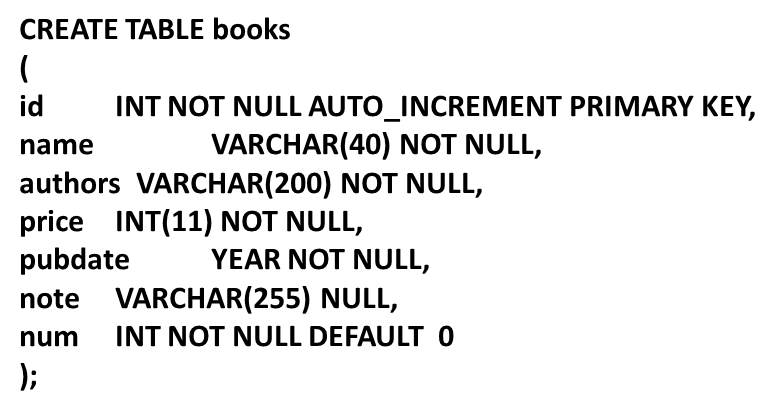 CREATE TABLE books
(
id INT NOT NULL AUTO_INCREMENT PRIMARY KEY,
name VARCHAR(40) NOT NULL,
authors VARCHAR(200) NOT NULL,
price INT(11) NOT NULL,
pubdate YEAR NOT NULL,
note VARCHAR(255) NULL,
num INT NOT NULL DEFAULT 0
);